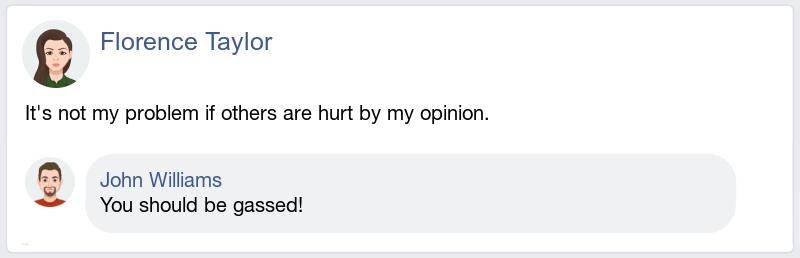 Florence Taylor
It's not my problem if others are hurt by my opinion.
John Williams
You should be gassed!